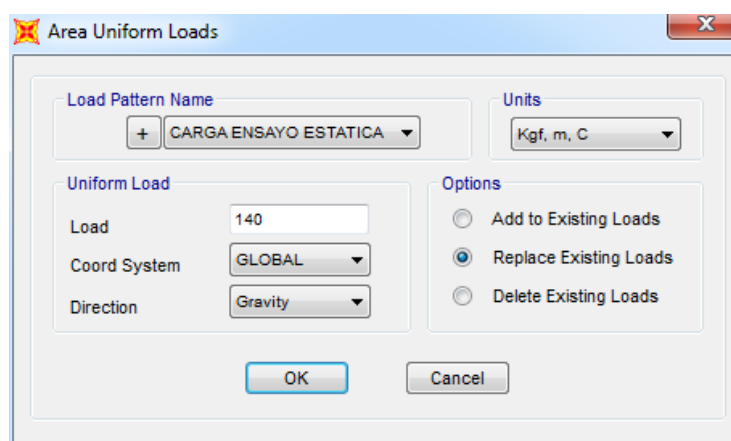 Area Uniform Loads
X
Load Pattern Name
+ CARGA ENSAYO ESTATICA
Units
Kgf, m, C
Uniform Load
Load 140
Coord System GLOBAL
Direction Gravity
Options
Add to Existing Loads
Replace Existing Loads
Delete Existing Loads
OK Cancel